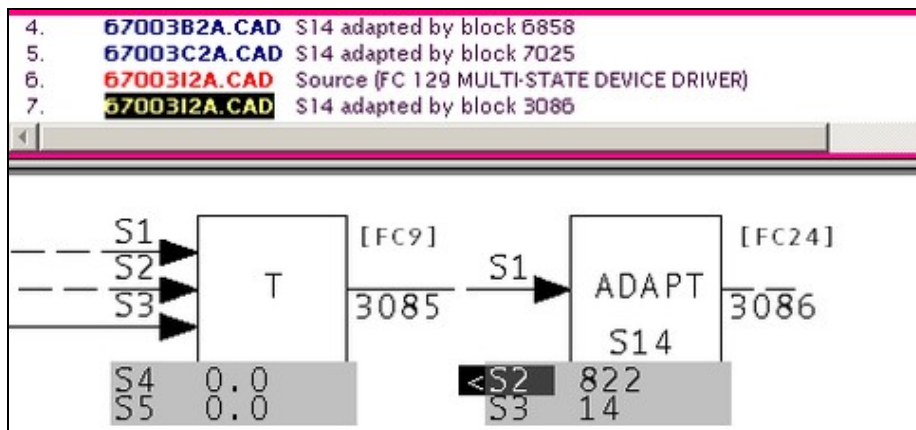 4. 67003B2A.CAD S14 adapted by block 6858
5. 67003C2A.CAD S14 adapted by block 7025
6. 67003I2A.CAD Source (FC 129 MULTI-STATE DEVICE DRIVER)
7. 67003I2A.CAD S14 adapted by block 3086
S1 [FC9] [FC24]
S2 T S1 ADAPT
S3 3085 3086
S14
S4 0.0 <S2 822
S5 0.0 S3 14